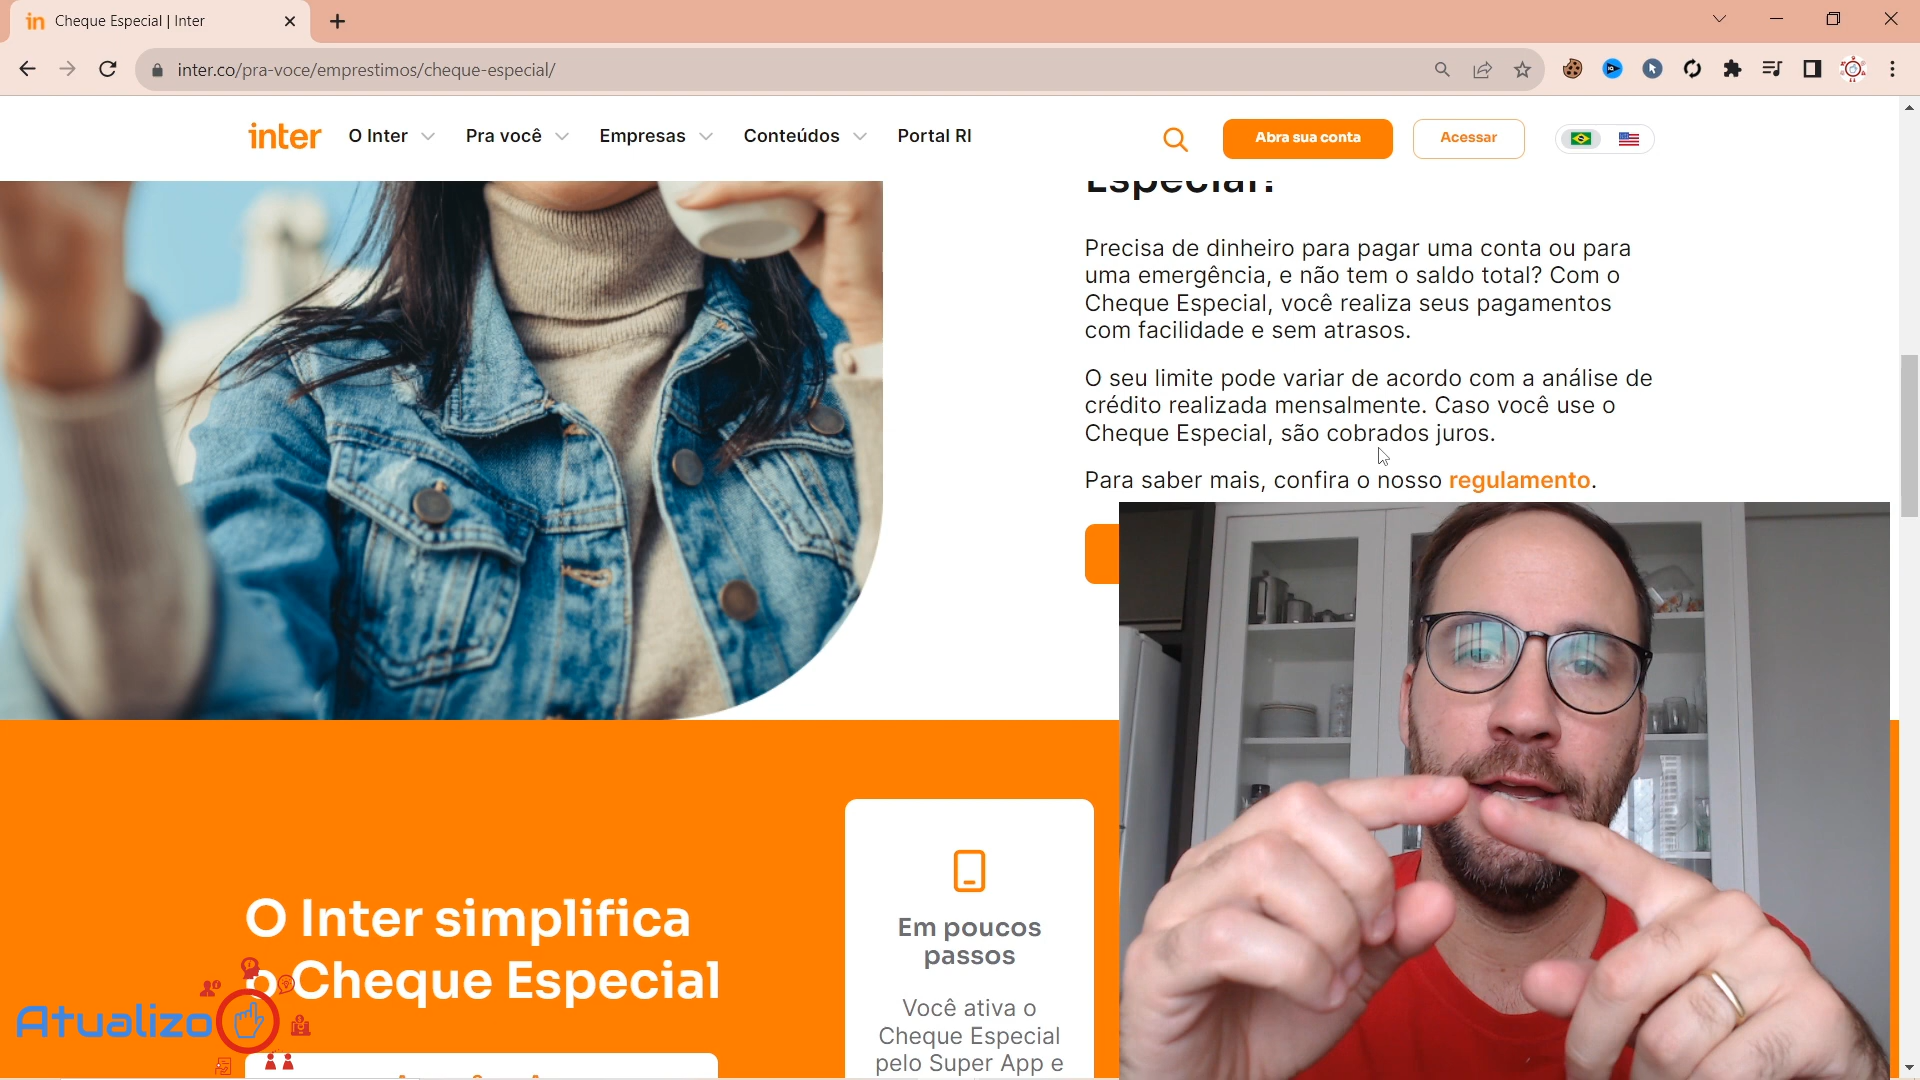 in Cheque Especial | Inter
inter.co/pra-voce/emprestimos/cheque-especial/
inter
O Inter
Pra você
Empresas
Conteúdos
Portal RI
Abra sua conta
Acessar
Especial?
Precisa de dinheiro para pagar uma conta ou para
uma emergência, e não tem o saldo total? Com o
Cheque Especial, você realiza seus pagamentos
com facilidade e sem atrasos.
O seu limite pode variar de acordo com a análise de
crédito realizada mensalmente. Caso você use o
Cheque Especial, são cobrados juros.
Para saber mais, confira o nosso regulamento.
O Inter simplifica
o Cheque Especial
Em poucos
passos
Você ativa o
Cheque Especial
pelo Super App e
Atualizo